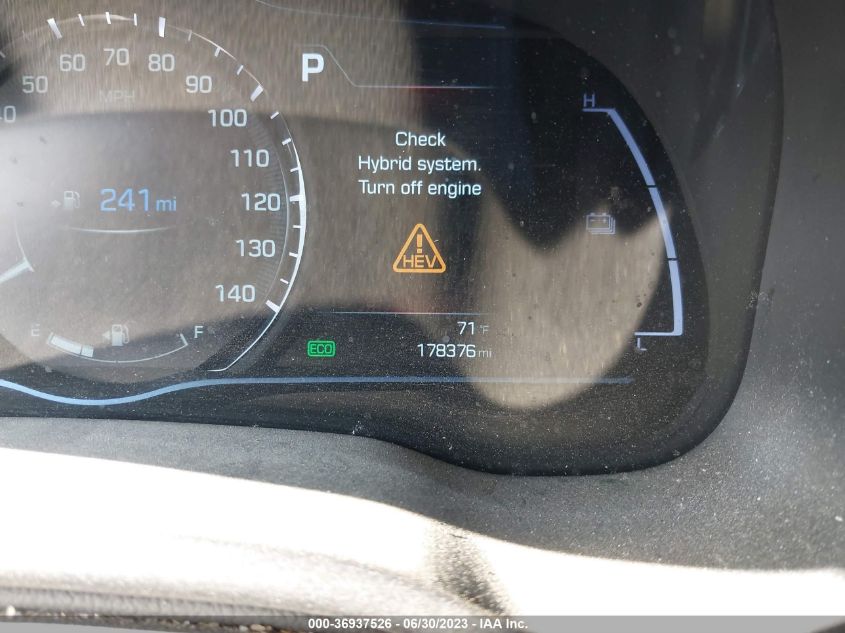 50 60 70 80 90
MPH
100
110
120
130
140
241 mi
E F
P
Check
Hybrid system.
Turn off engine
HEV
H
L
71°F
ECO
178376 mi
000-36937526 - 06/30/2023 - IAA Inc.